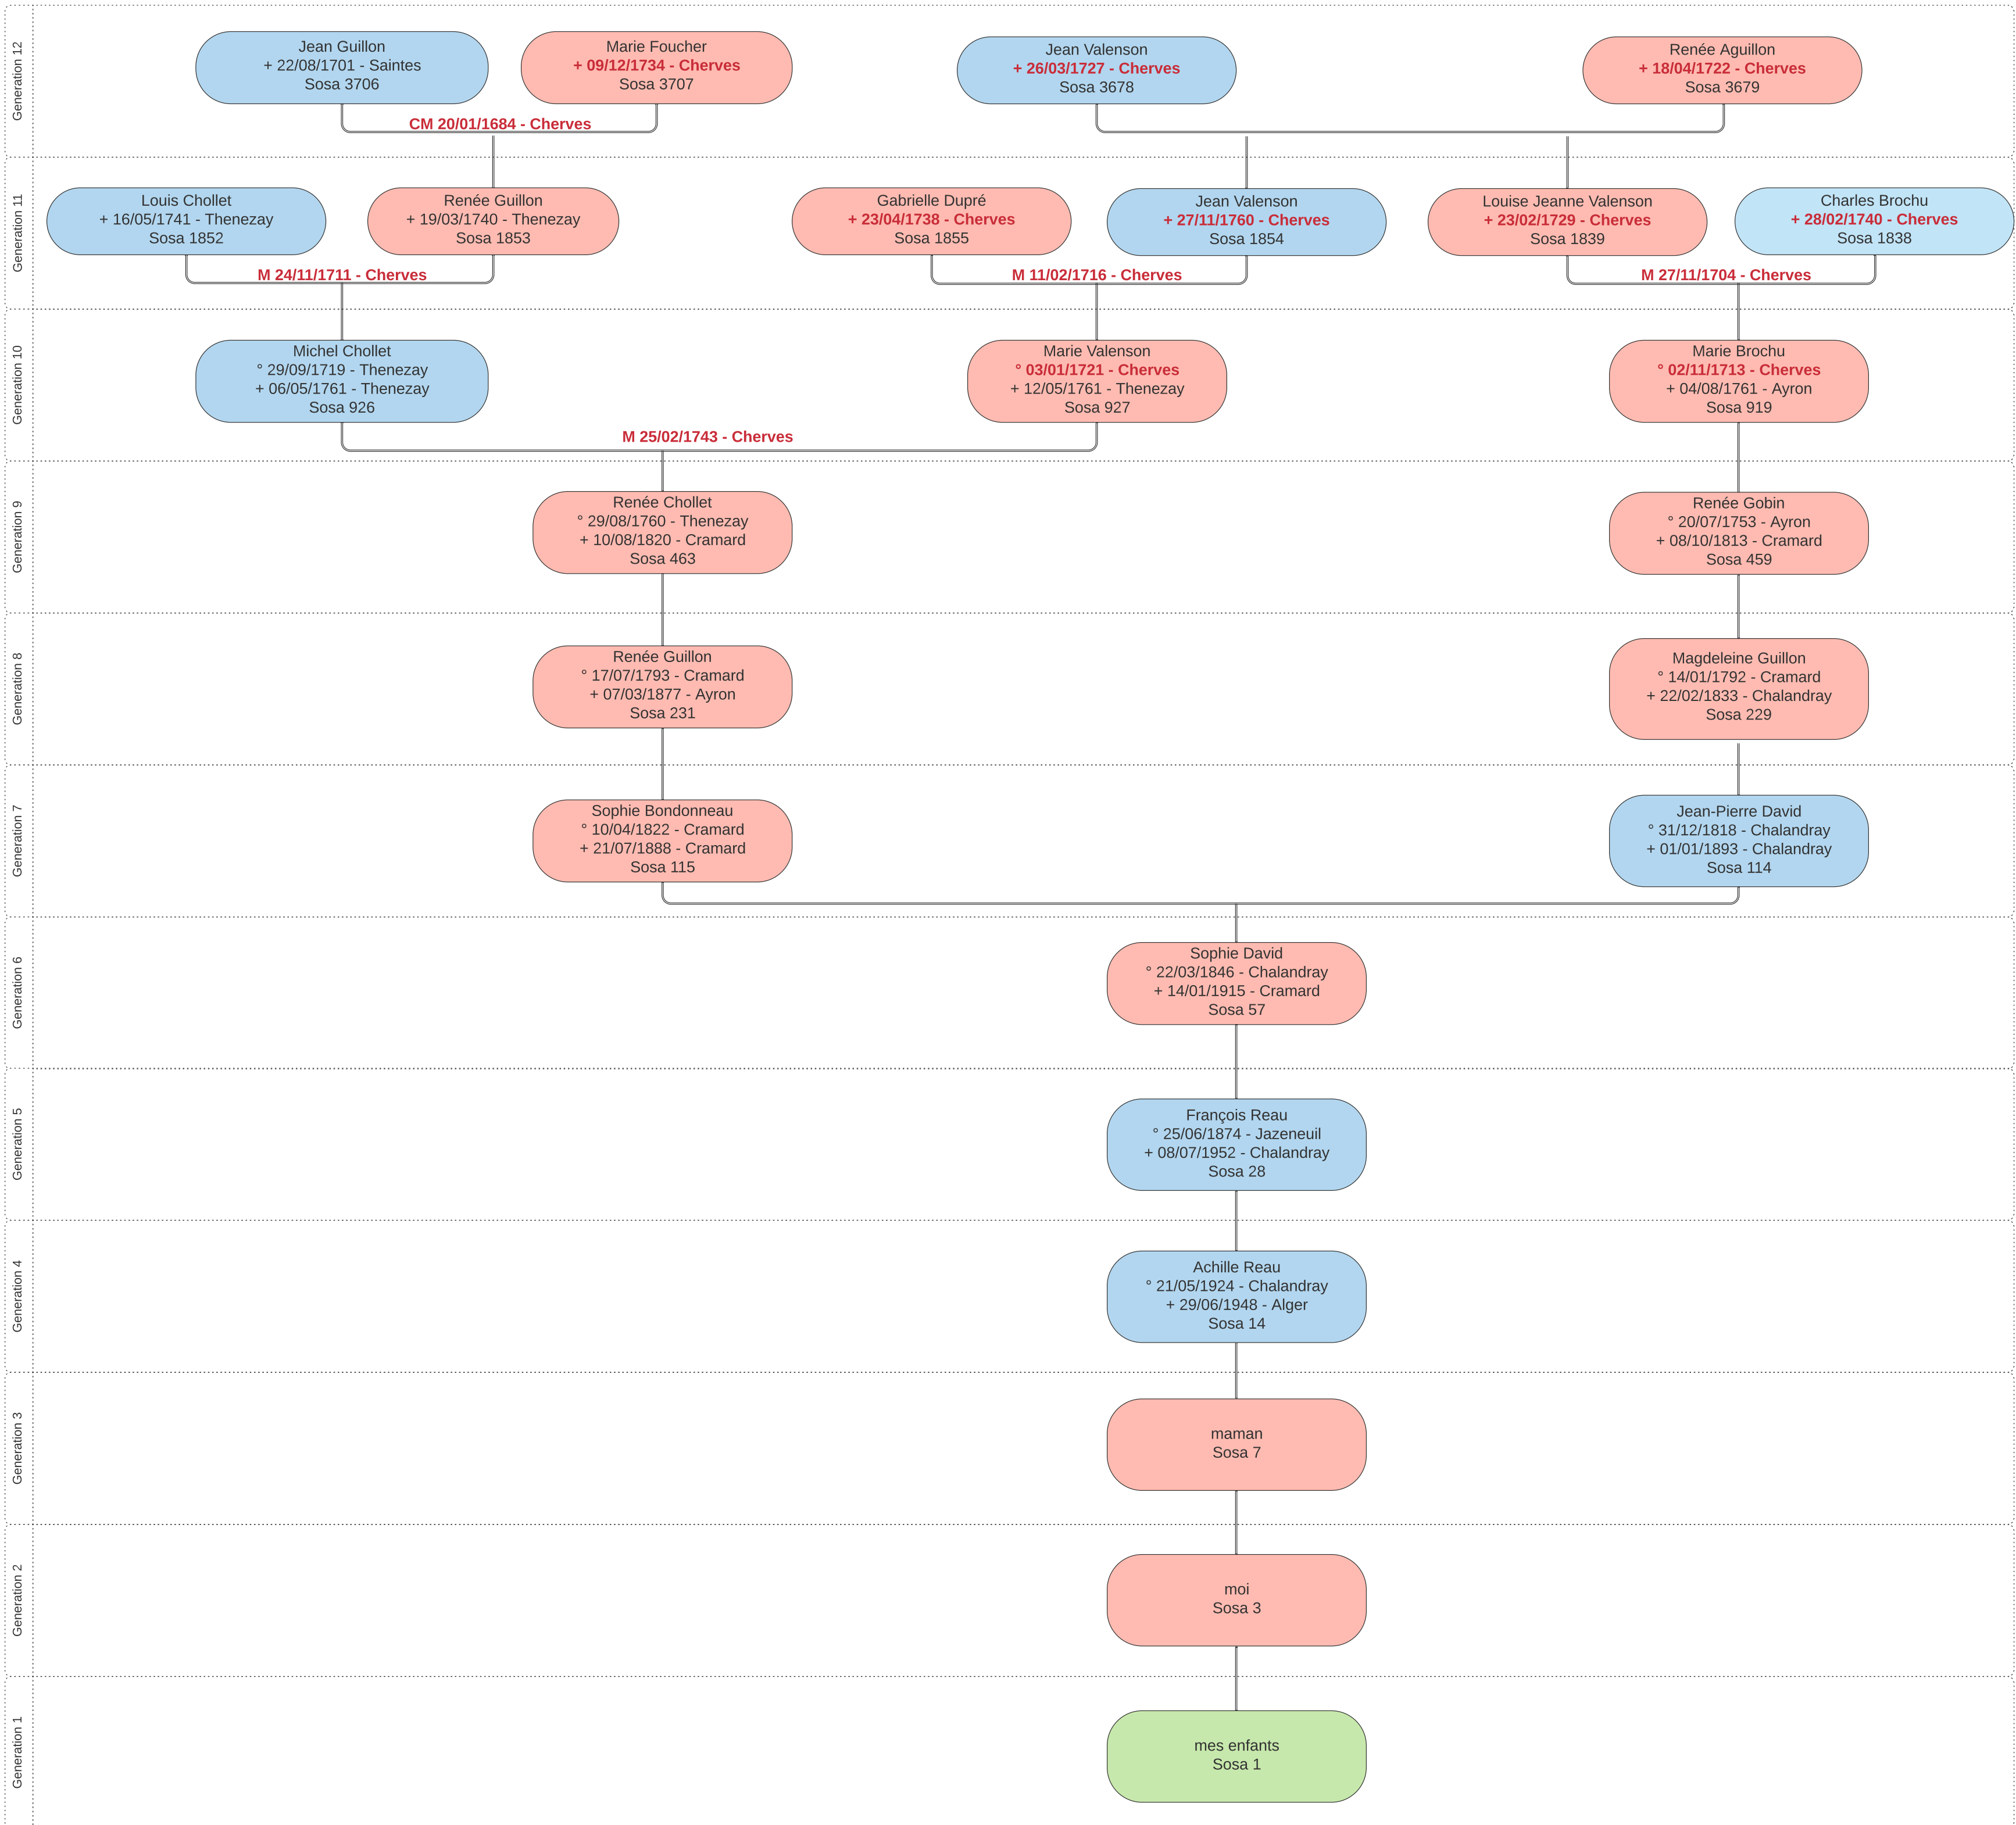 Generation 12
Jean Guillon
+ 22/08/1701 - Saintes
Sosa 3706
Marie Foucher
+ 09/12/1734 - Cherves
Sosa 3707
Jean Valenson
+ 26/03/1727 - Cherves
Sosa 3678
Renée Aguillon
+ 18/04/1722 - Cherves
Sosa 3679
CM 20/01/1684 - Cherves
Generation 11
Louis Chollet
+ 16/05/1741 - Thenezay
Sosa 1852
Renée Guillon
+ 19/03/1740 - Thenezay
Sosa 1853
Gabrielle Dupré
+ 23/04/1738 - Cherves
Sosa 1855
Jean Valenson
+ 27/11/1760 - Cherves
Sosa 1854
Louise Jeanne Valenson
+ 23/02/1729 - Cherves
Sosa 1839
Charles Brochu
+ 28/02/1740 - Cherves
Sosa 1838
M 24/11/1711 - Cherves
M 11/02/1716 - Cherves
M 27/11/1704 - Cherves
Generation 10
Michel Chollet
° 29/09/1719 - Thenezay
+ 06/05/1761 - Thenezay
Sosa 926
Marie Valenson
° 03/01/1721 - Cherves
+ 12/05/1761 - Thenezay
Sosa 927
Marie Brochu
° 02/11/1713 - Cherves
+ 04/08/1761 - Ayron
Sosa 919
M 25/02/1743 - Cherves
Generation 9
Renée Chollet
° 29/08/1760 - Thenezay
+ 10/08/1820 - Cramard
Sosa 463
Renée Gobin
° 20/07/1753 - Ayron
+ 08/10/1813 - Cramard
Sosa 459
Generation 8
Renée Guillon
° 17/07/1793 - Cramard
+ 07/03/1877 - Ayron
Sosa 231
Magdeleine Guillon
° 14/01/1792 - Cramard
+ 22/02/1833 - Chalandray
Sosa 229
Generation 7
Sophie Bondonneau
° 10/04/1822 - Cramard
+ 21/07/1888 - Cramard
Sosa 115
Jean-Pierre David
° 31/12/1818 - Chalandray
+ 01/01/1893 - Chalandray
Sosa 114
Generation 6
Sophie David
° 22/03/1846 - Chalandray
+ 14/01/1915 - Cramard
Sosa 57
Generation 5
François Reau
° 25/06/1874 - Jazeneuil
+ 08/07/1952 - Chalandray
Sosa 28
Generation 4
Achille Reau
° 21/05/1924 - Chalandray
+ 29/06/1948 - Alger
Sosa 14
Generation 3
maman
Sosa 7
Generation 2
moi
Sosa 3
Generation 1
mes enfants
Sosa 1